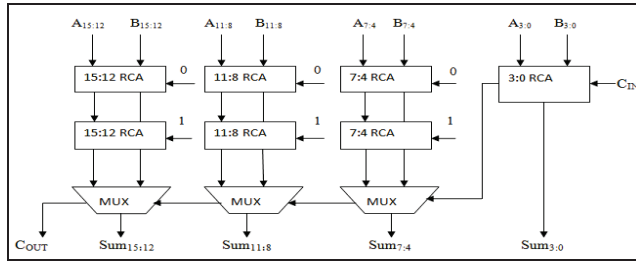 A15:12 B15:12 A11:8 B11:8 A7:4 B7:4 A3:0 B3:0
15:12 RCA 0 11:8 RCA 0 7:4 RCA 0 3:0 RCA CIN
15:12 RCA 1 11:8 RCA 1 7:4 RCA 1
MUX MUX MUX
COUT Sum15:12 Sum11:8 Sum7:4 Sum3:0